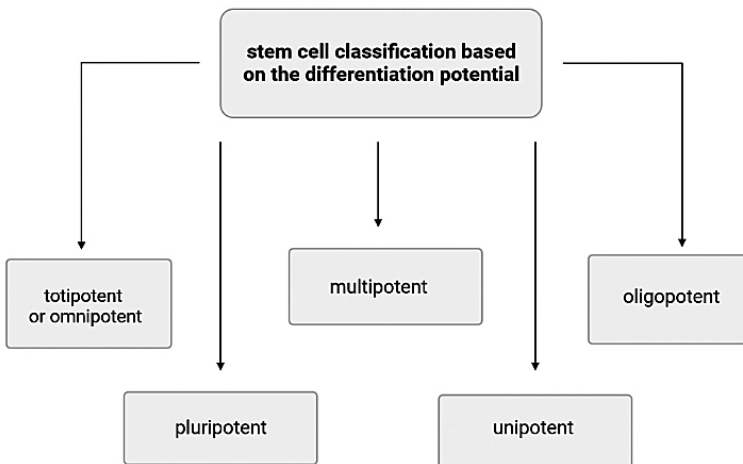 stem cell classification based
on the differentiation potential
totipotent
or omnipotent
multipotent
oligopotent
pluripotent
unipotent